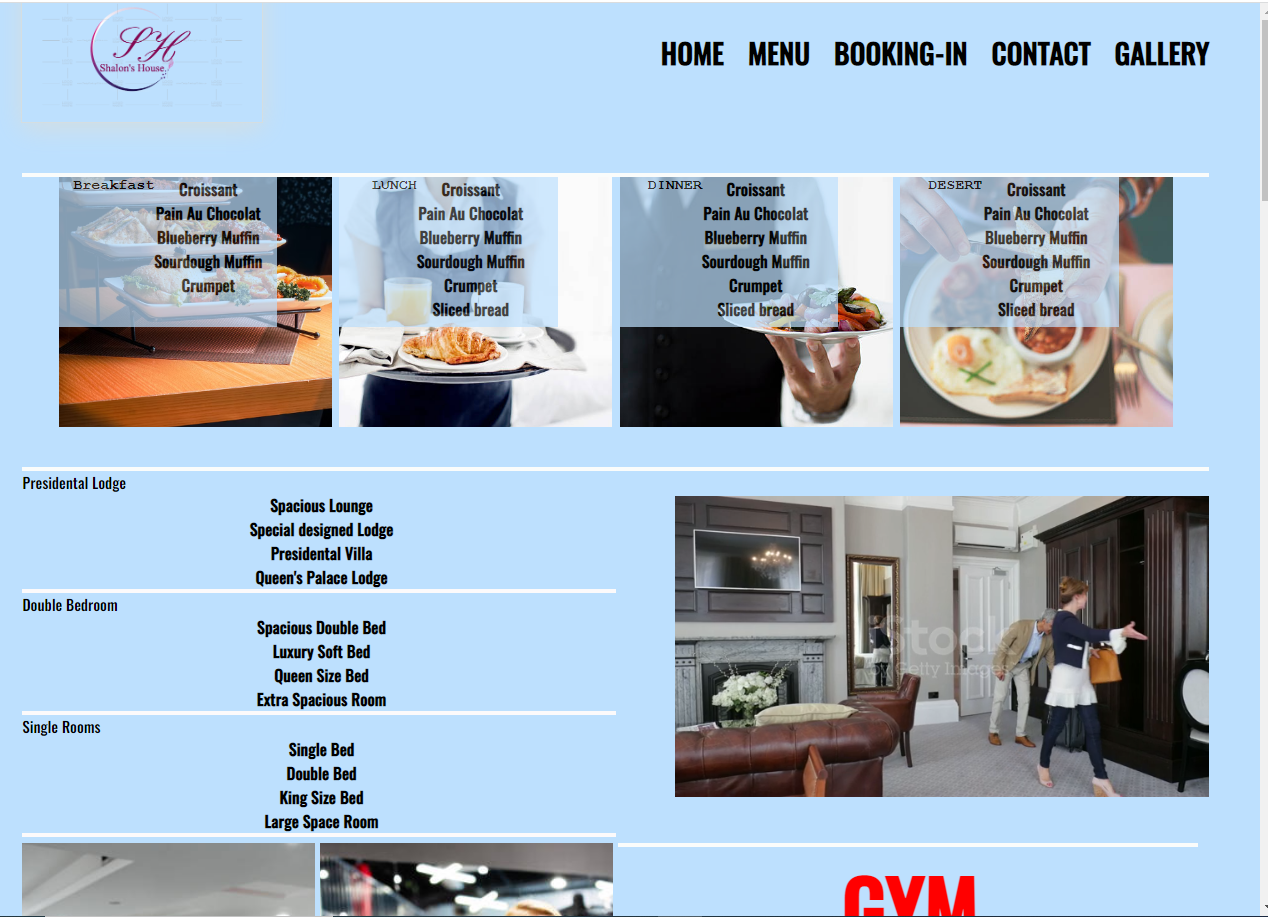 SH
Shalon's House.
HOME MENU BOOKING-IN CONTACT GALLERY
Breakfast
Croissant
Pain Au Chocolat
Blueberry Muffin
Sourdough Muffin
Crumpet
LUNCH
Croissant
Pain Au Chocolat
Blueberry Muffin
Sourdough Muffin
Crumpet
Sliced bread
DINNER
Croissant
Pain Au Chocolat
Blueberry Muffin
Sourdough Muffin
Crumpet
Sliced bread
DESERT
Croissant
Pain Au Chocolat
Blueberry Muffin
Sourdough Muffin
Crumpet
Sliced bread
Presidental Lodge
Spacious Lounge
Special designed Lodge
Presidental Villa
Queen's Palace Lodge
Double Bedroom
Spacious Double Bed
Luxury Soft Bed
Queen Size Bed
Extra Spacious Room
Single Rooms
Single Bed
Double Bed
King Size Bed
Large Space Room
iStock
by Getty Images
GYM